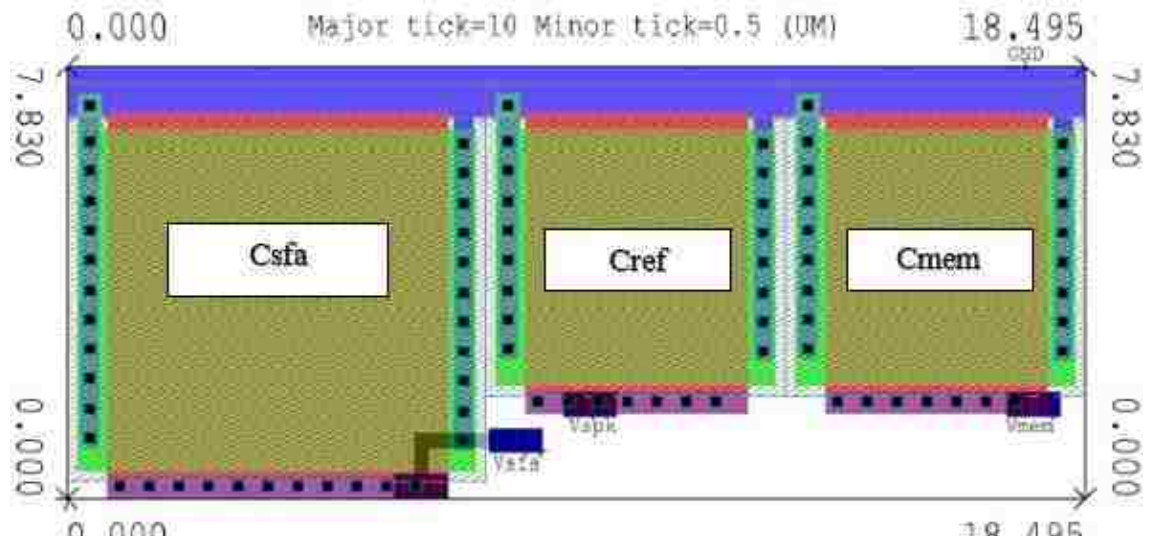 0.000 Major tick=10 Minor tick=0.5 (UM) 18.495
GND
7.830
7.830
Csfa
Cref
Cmem
0.000
0.000
Vspk
Vmem
Vsfa
0.000
18.495